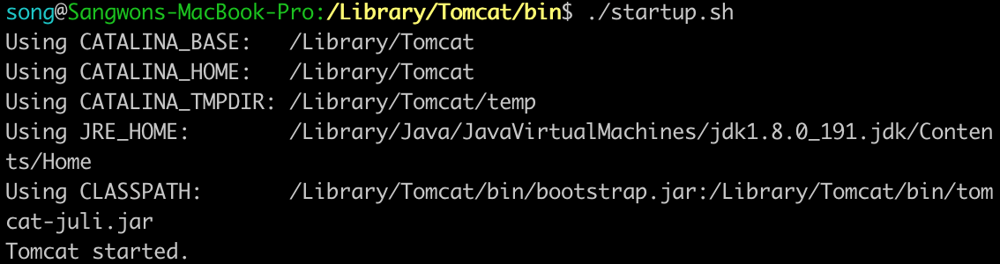 song@Sangwons-MacBook-Pro:/Library/Tomcat/bin$ ./startup.sh
Using CATALINA_BASE:   /Library/Tomcat
Using CATALINA_HOME:   /Library/Tomcat
Using CATALINA_TMPDIR: /Library/Tomcat/temp
Using JRE_HOME:        /Library/Java/JavaVirtualMachines/jdk1.8.0_191.jdk/Conten
ts/Home
Using CLASSPATH:       /Library/Tomcat/bin/bootstrap.jar:/Library/Tomcat/bin/tom
cat-juli.jar
Tomcat started.